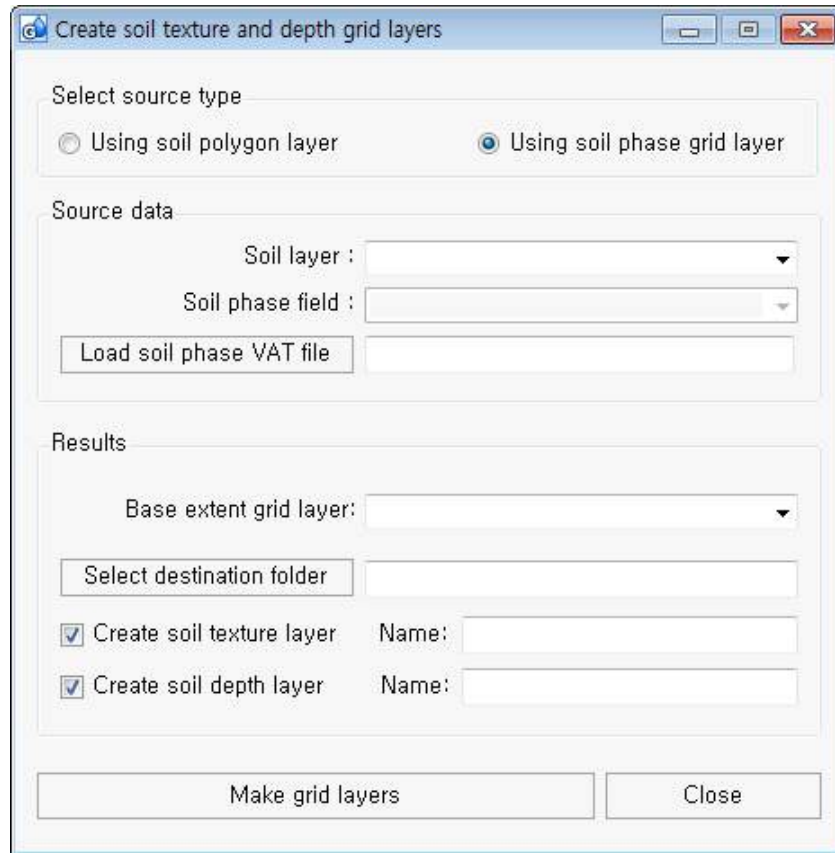 Create soil texture and depth grid layers
Select source type
Using soil polygon layer Using soil phase grid layer
Source data
Soil layer :
Soil phase field :
Load soil phase VAT file
Results
Base extent grid layer:
Select destination folder
Create soil texture layer Name:
Create soil depth layer Name:
Make grid layers Close